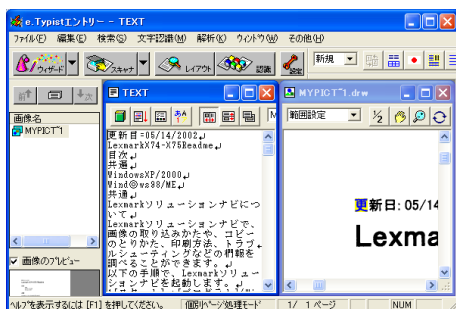 e.Typistエントリー - TEXT
ファイル(F) 編集(E) 検索(S) 文字認識(M) 解析(K) ウィンドウ(W) その他(H)
ウィザード スキャナ レイアウト 認識 設定 新規
前↑ ↓次
画像名
MYPICT~1
画像のプレビュー
TEXT
更新日=05/14/2002↵
LexmarkX74-X75Readme↵
目次↵
共通↵
WindowsXP/2000↵
Wind◎ws98/ME↵
共通↵
Lexmarkソリューションナビにつ
いて↵
Lexmarkソリューションナビで、
画像の取り込みかたや、コピー
のとりかた、印刷方法、トラブ
ルシューティングなどの情報を
調べることができます。↵
以下の手順で、Lexmarkソリュー
ションナビを起動します。↵
MYPICT~1.drw
範囲設定 1/2
更新日: 05/14
Lexma
ヘルプを表示するには [F1] を押してください。 個別ページ処理モード 1/ 1 ページ NUM